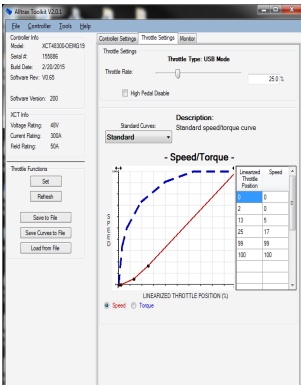 Alltrax Toolkit V2.0.1
File Controller Tools Help
Controller Info
Model: XCT48300-OEMG19
Serial #: 155686
Build Date: 2/20/2015
Software Rev: V0.65
Software Version: 200
XCT Info
Voltage Rating: 48V
Current Rating: 300A
Field Rating: 50A
Throttle Functions
Set
Refresh
Save to File
Save Curves to File
Load from File
Controller Settings Throttle Settings Monitor
Throttle Settings
Throttle Type: USB Mode
Throttle Rate:
25.0 %
High Pedal Disable
Standard Curves:
Standard
Description:
Standard speed/torque curve
- Speed/Torque -
SPEED
LINEARIZED THROTTLE POSITION (%)
Speed Torque
Linearized Throttle Position Speed
0 0
2 0
13 5
25 17
99 99
100 100